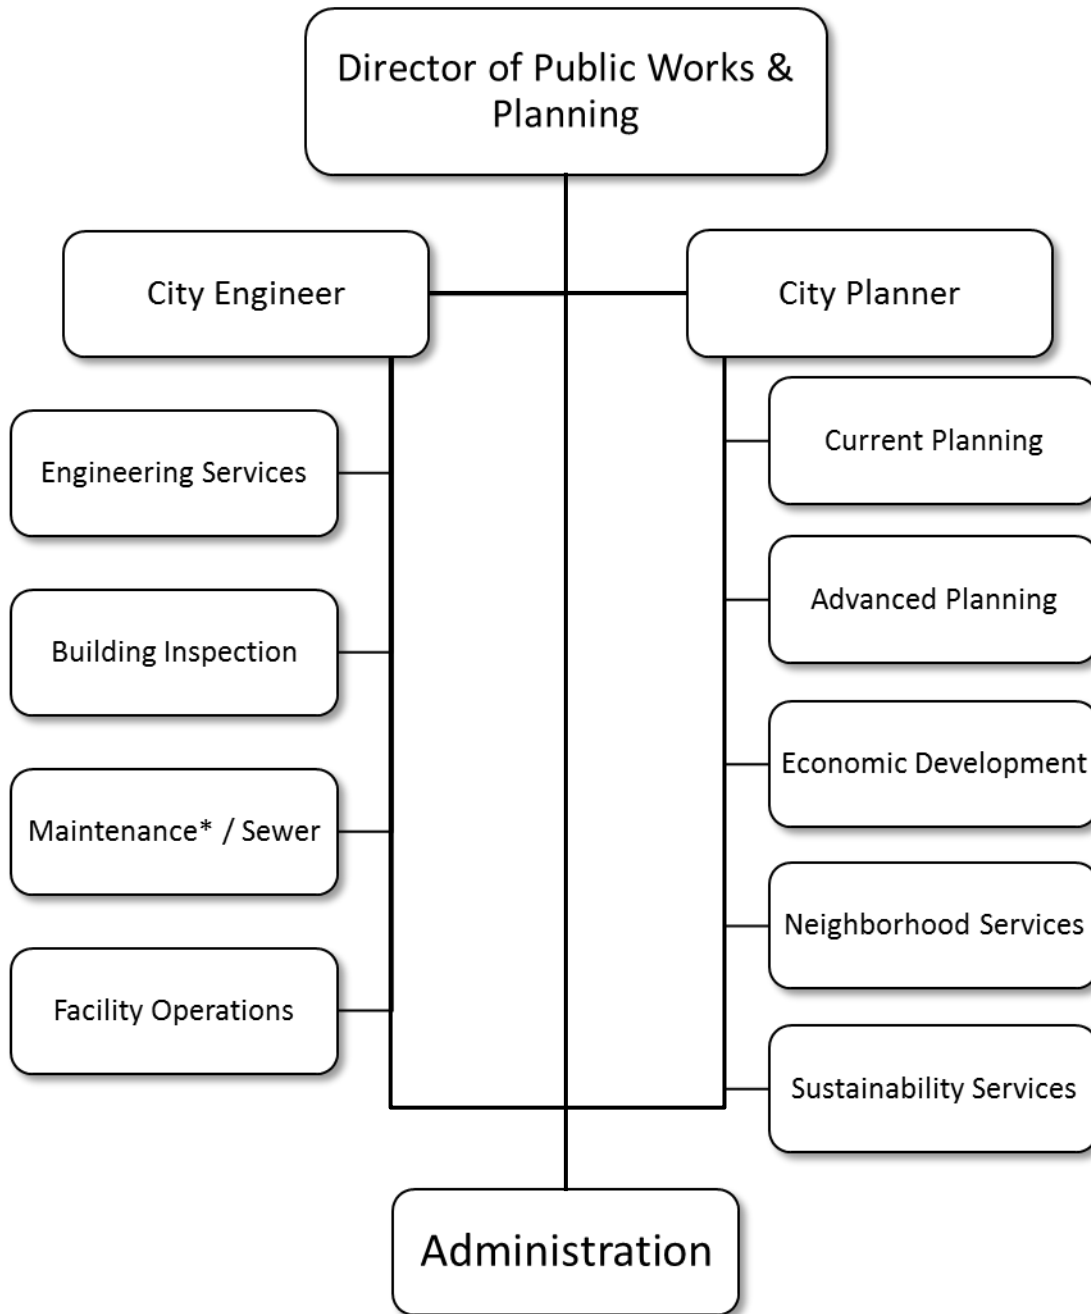 Director of Public Works &
Planning
City Engineer
City Planner
Engineering Services
Building Inspection
Maintenance* / Sewer
Facility Operations
Current Planning
Advanced Planning
Economic Development
Neighborhood Services
Sustainability Services
Administration